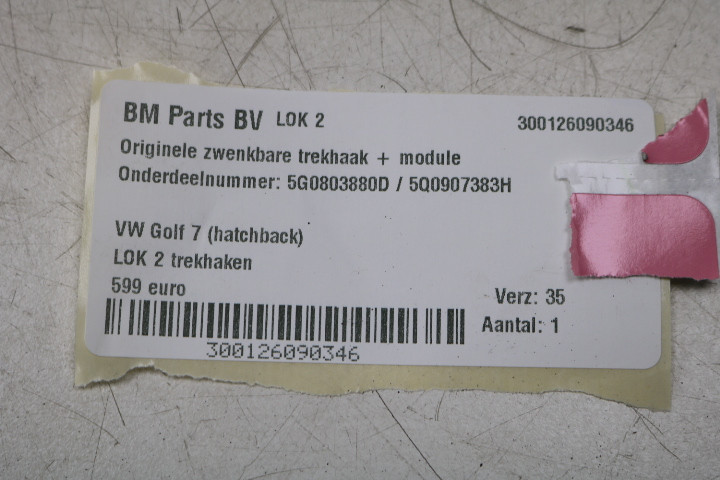 BM Parts BV LOK 2 300126090346
Originele zwenkbare trekhaak + module
Onderdeelnummer: 5G0803880D / 5Q0907383H
VW Golf 7 (hatchback)
LOK 2 trekhaken
599 euro
Verz: 35
Aantal: 1
300126090346